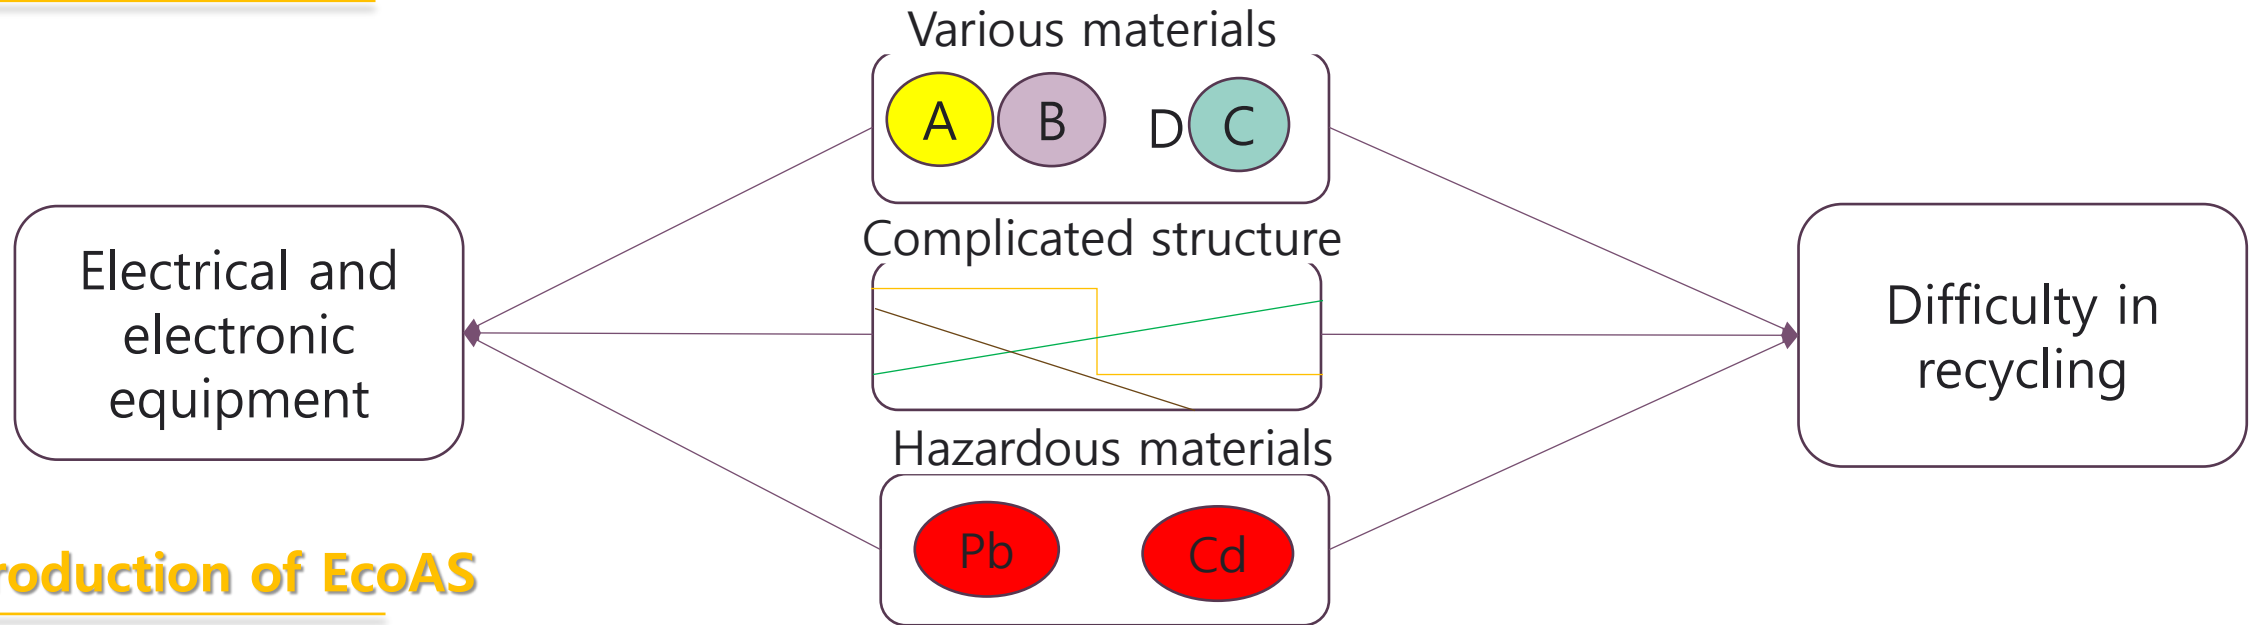 Various materials
A B D C
Electrical and
electronic
equipment
Complicated structure
Difficulty in
recycling
Hazardous materials
Pb Cd
roduction of EcoAS